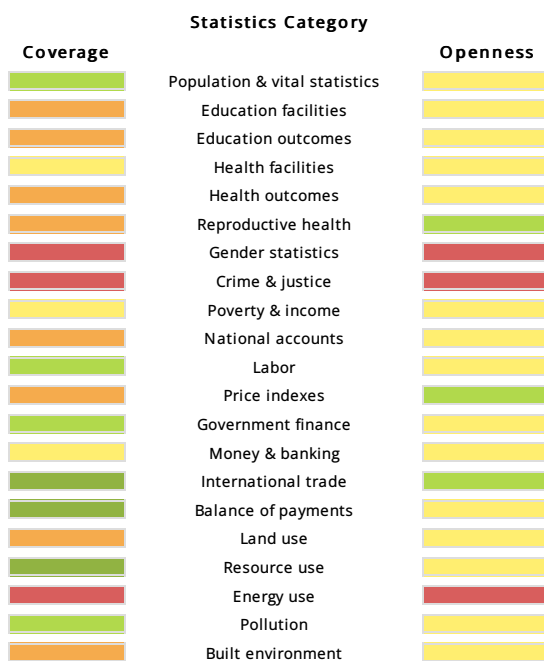 Statistics Category
Coverage Openness
Population & vital statistics
Education facilities
Education outcomes
Health facilities
Health outcomes
Reproductive health
Gender statistics
Crime & justice
Poverty & income
National accounts
Labor
Price indexes
Government finance
Money & banking
International trade
Balance of payments
Land use
Resource use
Energy use
Pollution
Built environment